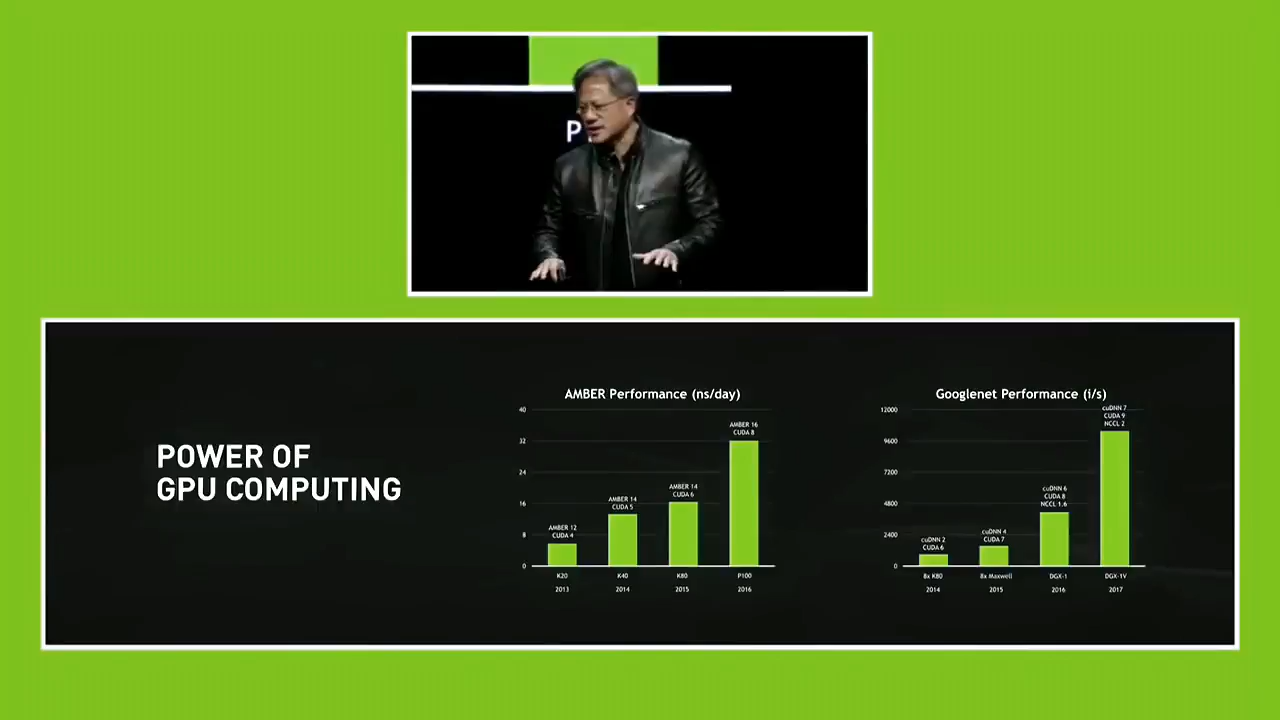 P
POWER OF
GPU COMPUTING
AMBER Performance (ns/day)
40
32
24
16
8
0
AMBER 12
CUDA 4
AMBER 14
CUDA 5
AMBER 14
CUDA 6
AMBER 16
CUDA 8
K20
K40
K80
P100
2013
2014
2015
2016
Googlenet Performance (i/s)
12000
9600
7200
4800
2400
0
cuDNN 2
CUDA 6
cuDNN 4
CUDA 7
cuDNN 6
CUDA 8
NCCL 1.6
cuDNN 7
CUDA 9
NCCL 2
8x K80
8x Maxwell
DGX-1
DGX-1V
2014
2015
2016
2017